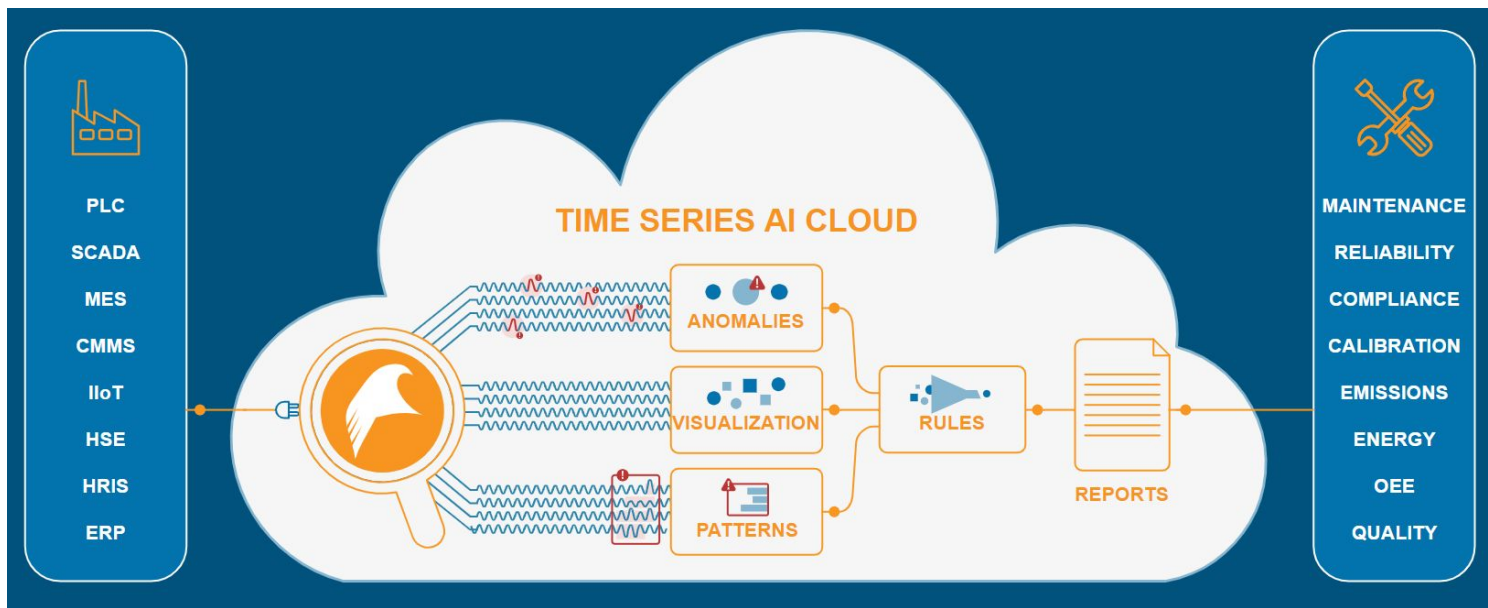 PLC
SCADA
MES
CMMS
IIoT
HSE
HRIS
ERP
TIME SERIES AI CLOUD
ANOMALIES
VISUALIZATION
PATTERNS
RULES
REPORTS
MAINTENANCE
RELIABILITY
COMPLIANCE
CALIBRATION
EMISSIONS
ENERGY
OEE
QUALITY